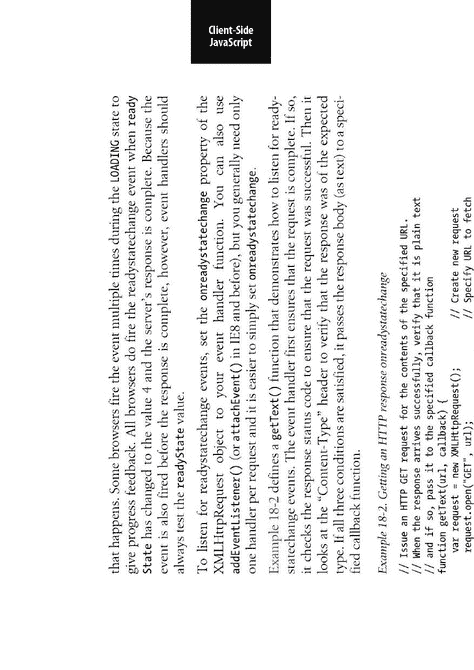 Client-Side
JavaScript
that happens. Some browsers fire the event multiple times during the LOADING state to
give progress feedback. All browsers do fire the readystatechange event when ready
State has changed to the value 4 and the server's response is complete. Because the
event is also fired before the response is complete, however, event handlers should
always test the readyState value.
To listen for readystatechange events, set the onreadystatechange property of the
XMLHttpRequest object to your event handler function. You can also use
addEventListener() (or attachEvent() in IE8 and before), but you generally need only
one handler per request and it is easier to simply set onreadystatechange.
Example 18-2 defines a getText() function that demonstrates how to listen for ready-
statechange events. The event handler first ensures that the request is complete. If so,
it checks the response status code to ensure that the request was successful. Then it
looks at the “Content-Type” header to verify that the response was of the expected
type. If all three conditions are satisfied, it passes the response body (as text) to a speci-
fied callback function.
Example 18-2. Getting an HTTP response onreadystatechange
// Issue an HTTP GET request for the contents of the specified URL.
// When the response arrives successfully, verify that it is plain text
// and if so, pass it to the specified callback function
function getText(url, callback) {
var request = new XMLHttpRequest(); // Create new request
request.open("GET", url); // Specify URL to fetch